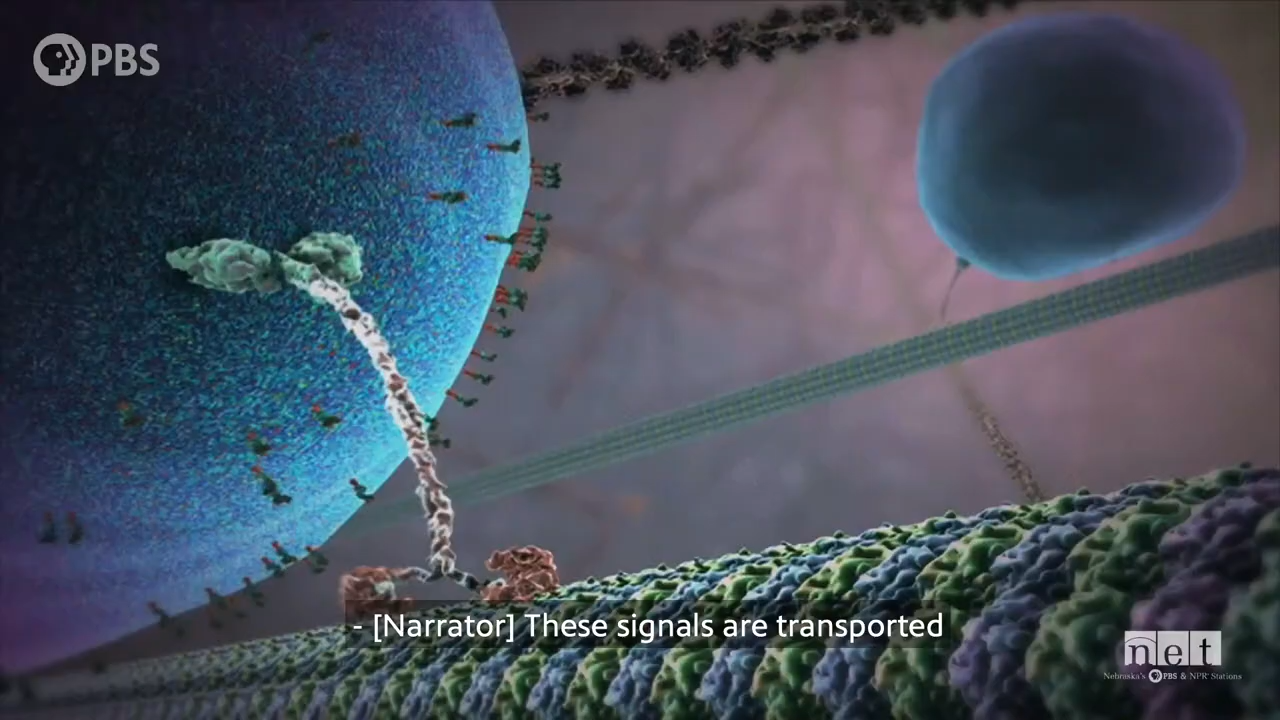 PBS
- [Narrator] These signals are transported
net
Nebraska's PBS & NPR Stations